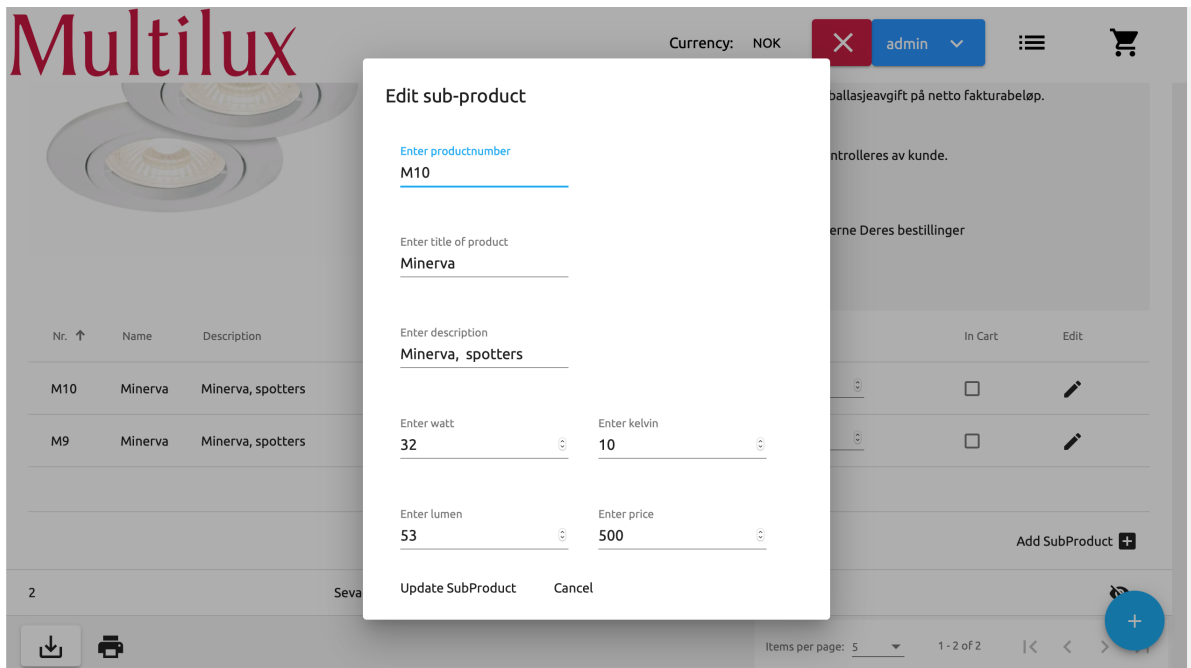 Multilux
Currency: NOK
admin
ballasjeavgift på netto fakturabeløp.
ntrolleres av kunde.
erne Deres bestillinger
Edit sub-product
Enter productnumber
M10
Enter title of product
Minerva
Enter description
Minerva, spotters
Enter watt
32
Enter kelvin
10
Enter lumen
53
Enter price
500
Update SubProduct Cancel
Nr. Name Description In Cart Edit
M10 Minerva Minerva, spotters
M9 Minerva Minerva, spotters
Add SubProduct
2 Seva
Items per page: 5 1 - 2 of 2